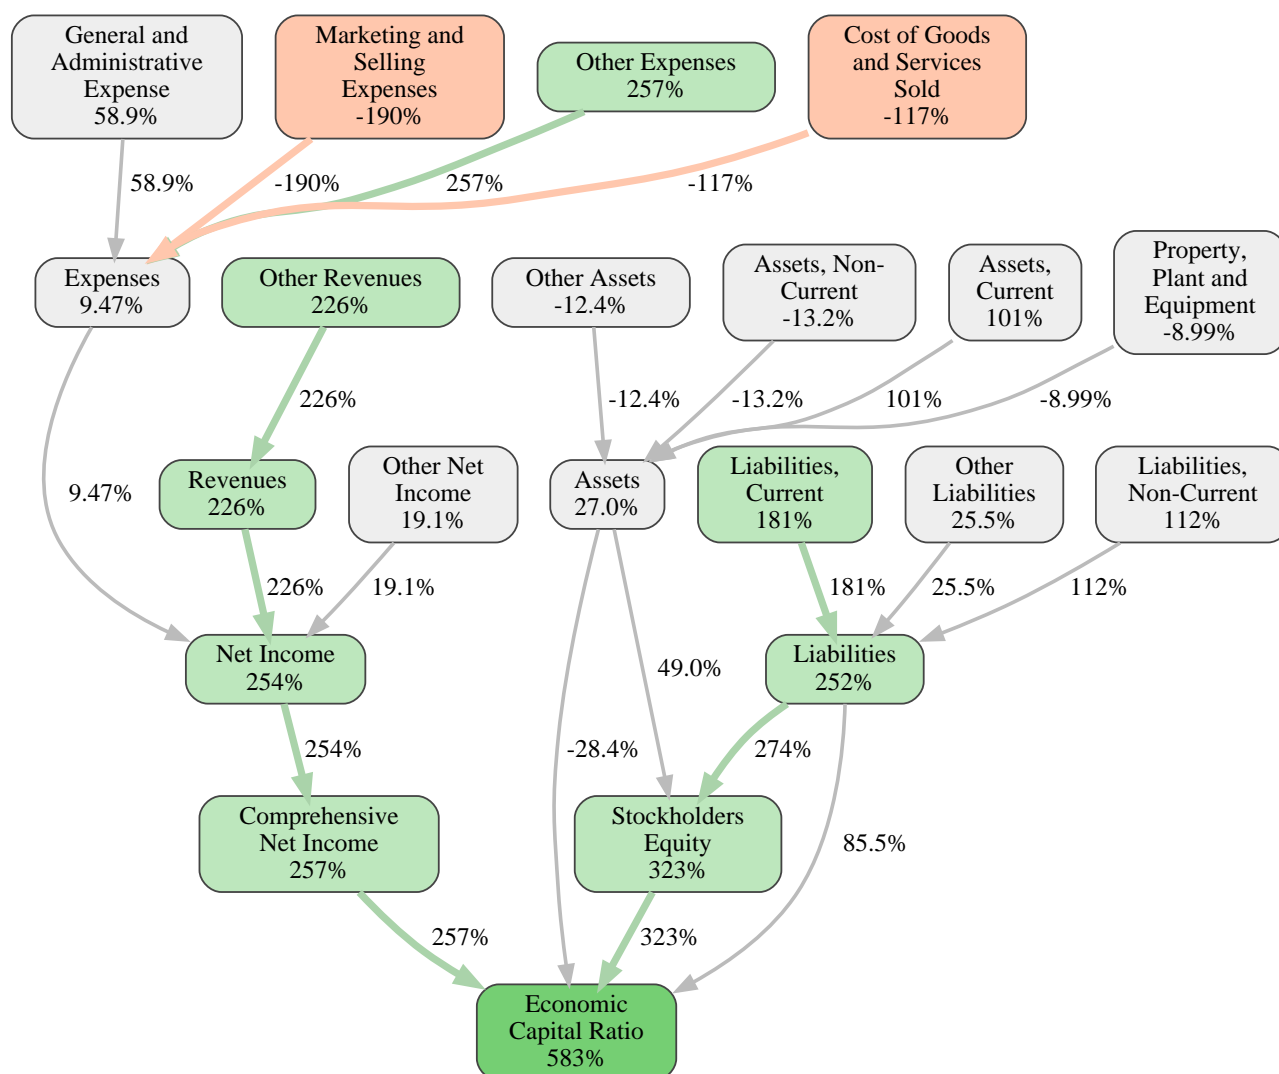 General and
Administrative
Expense
58.9%
Marketing and
Selling
Expenses
-190%
Other Expenses
257%
Cost of Goods
and Services
Sold
-117%
58.9%
-190%
257%
-117%
Expenses
9.47%
Other Revenues
226%
Other Assets
-12.4%
Assets, Non-
Current
-13.2%
Assets,
Current
101%
Property,
Plant and
Equipment
-8.99%
226%
-12.4%
-13.2%
101%
-8.99%
9.47%
Revenues
226%
Other Net
Income
19.1%
Assets
27.0%
Liabilities,
Current
181%
Other
Liabilities
25.5%
Liabilities,
Non-Current
112%
226%
19.1%
181%
25.5%
112%
Net Income
254%
49.0%
Liabilities
252%
254%
-28.4%
274%
Comprehensive
Net Income
257%
Stockholders
Equity
323%
85.5%
257%
323%
Economic
Capital Ratio
583%